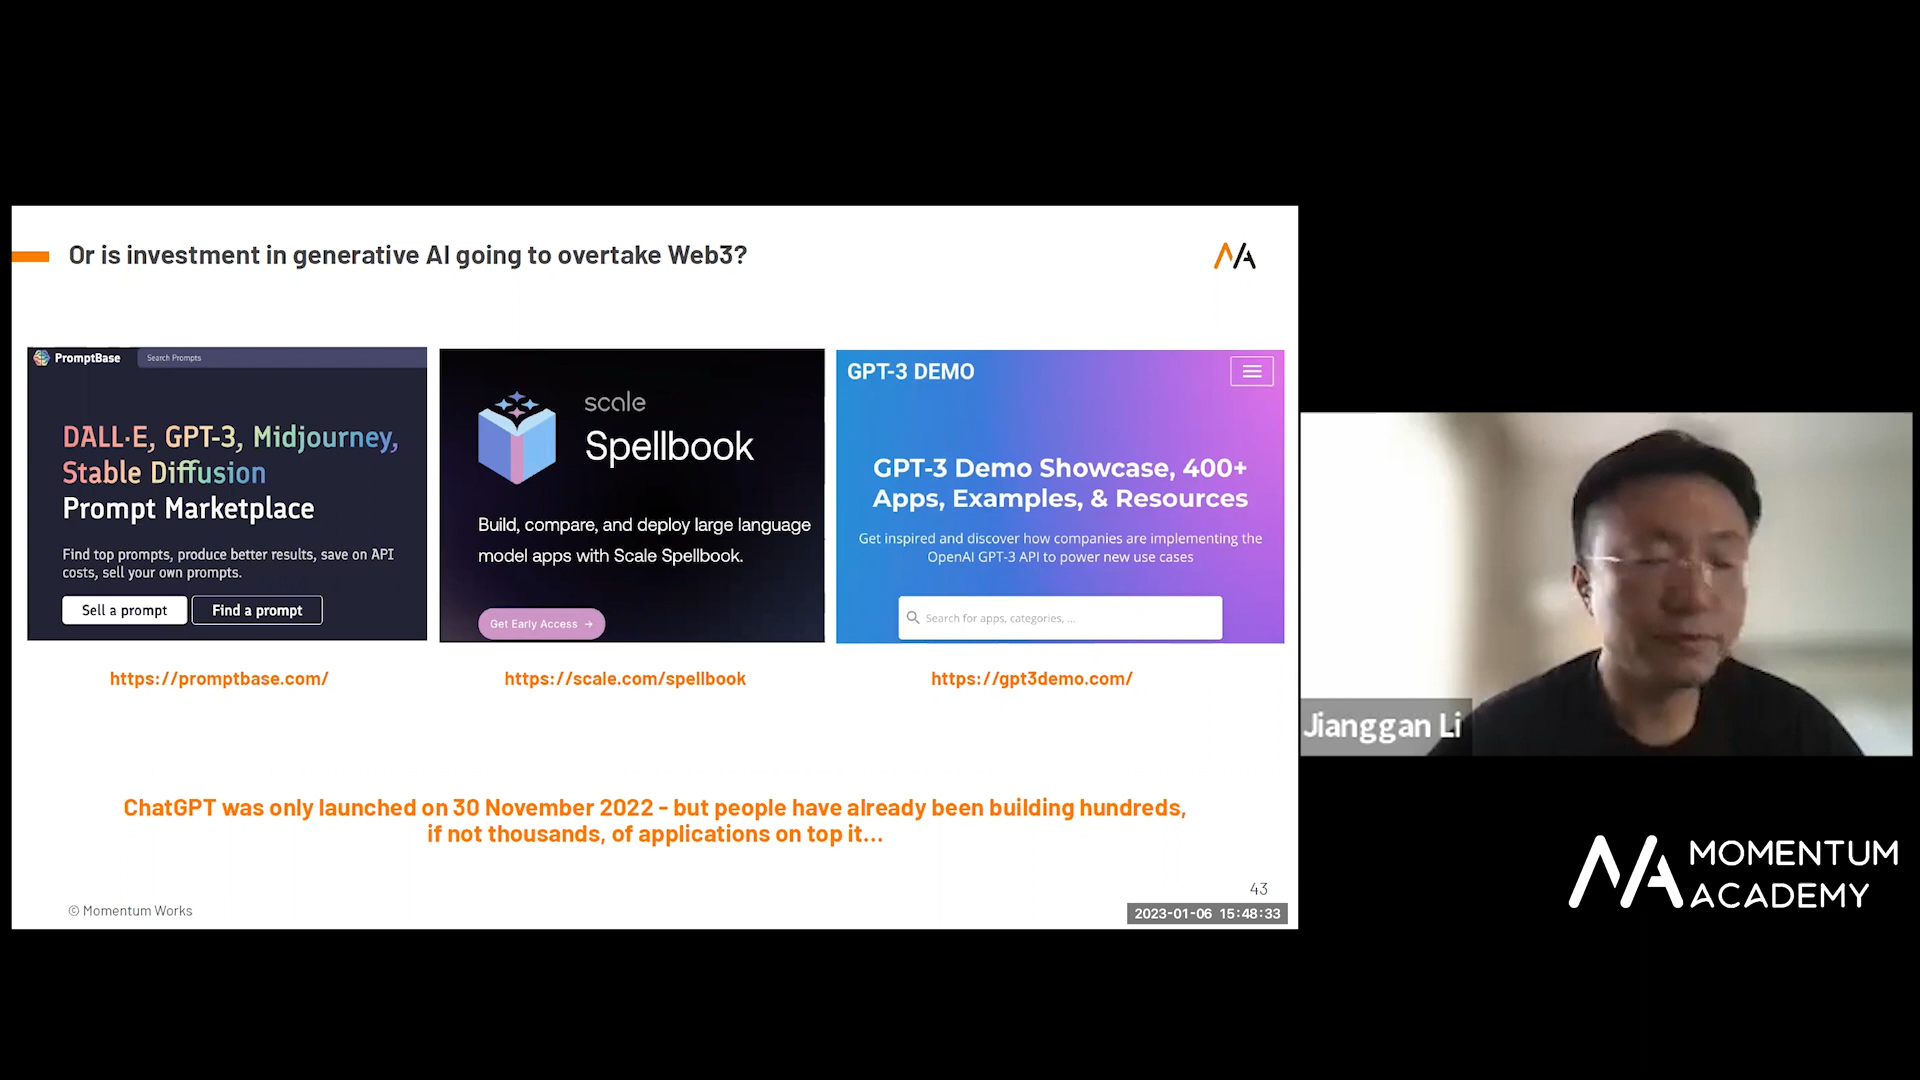 Or is investment in generative AI going to overtake Web3?
PromptBase
Search Prompts
DALL·E, GPT-3, Midjourney,
Stable Diffusion
Prompt Marketplace
Find top prompts, produce better results, save on API
costs, sell your own prompts.
Sell a prompt
Find a prompt
https://promptbase.com/
scale
Spellbook
Build, compare, and deploy large language
model apps with Scale Spellbook.
Get Early Access →
https://scale.com/spellbook
GPT-3 DEMO
GPT-3 Demo Showcase, 400+
Apps, Examples, & Resources
Get inspired and discover how companies are implementing the
OpenAI GPT-3 API to power new use cases
Search for apps, categories, ...
https://gpt3demo.com/
ChatGPT was only launched on 30 November 2022 - but people have already been building hundreds,
if not thousands, of applications on top it...
43
© Momentum Works
2023-01-06 15:48:33
Jianggan Li
MOMENTUM
ACADEMY